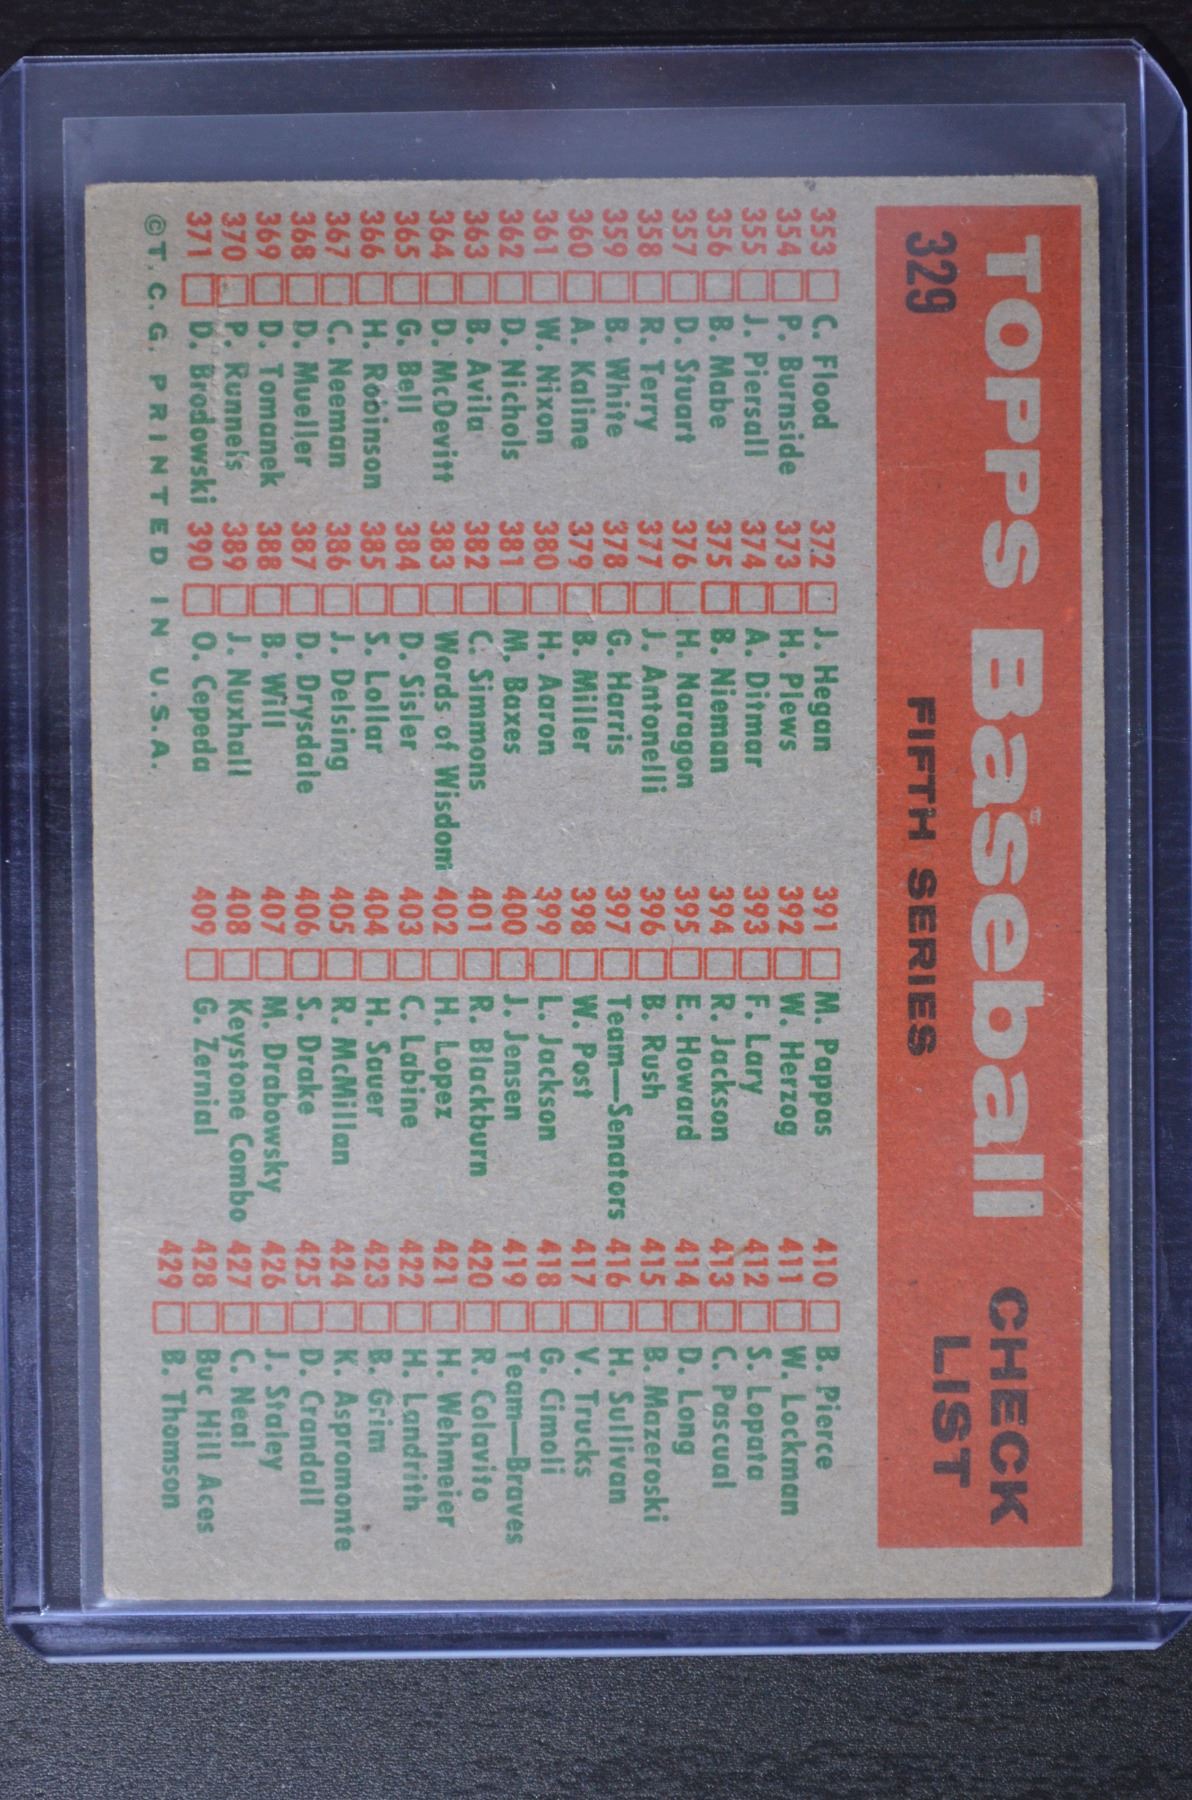 TOPPS Baseball CHECK LIST
329 FIFTH SERIES
353 C. Flood
354 P. Burnside
355 J. Piersall
356 B. Mabe
357 D. Stuart
358 R. Terry
359 B. White
360 A. Kaline
361 W. Nixon
362 D. Nichols
363 B. Avila
364 D. McDevitt
365 G. Bell
366 H. Robinson
367 C. Neeman
368 D. Mueller
369 D. Tomanek
370 P. Runnels
371 D. Brodowski
372 J. Hegan
373 H. Plews
374 A. Ditmar
375 B. Nieman
376 H. Naragon
377 J. Antonelli
378 G. Harris
379 B. Miller
380 H. Aaron
381 M. Baxes
382 C. Simmons
383 Words of Wisdom
384 D. Sisler
385 S. Lollar
386 J. Delsing
387 D. Drysdale
388 B. Will
389 J. Nuxhall
390 O. Cepeda
391 M. Pappas
392 W. Herzog
393 F. Lary
394 R. Jackson
395 E. Howard
396 B. Rush
397 Team—Senators
398 W. Post
399 L. Jackson
400 J. Jensen
401 R. Blackburn
402 H. Lopez
403 C. Labine
404 H. Sauer
405 R. McMillan
406 S. Drake
407 M. Drabowsky
408 Keystone Combo
409 G. Zernial
410 B. Pierce
411 W. Lockman
412 S. Lopata
413 C. Pascual
414 D. Long
415 B. Mazeroski
416 H. Sullivan
417 V. Trucks
418 G. Cimoli
419 Team—Braves
420 R. Colavito
421 H. Wehmeier
422 H. Landrith
423 B. Grim
424 K. Aspromonte
425 D. Crandall
426 J. Staley
427 C. Neal
428 Buc Hill Aces
429 B. Thomson
©T.C.G. PRINTED IN U.S.A.